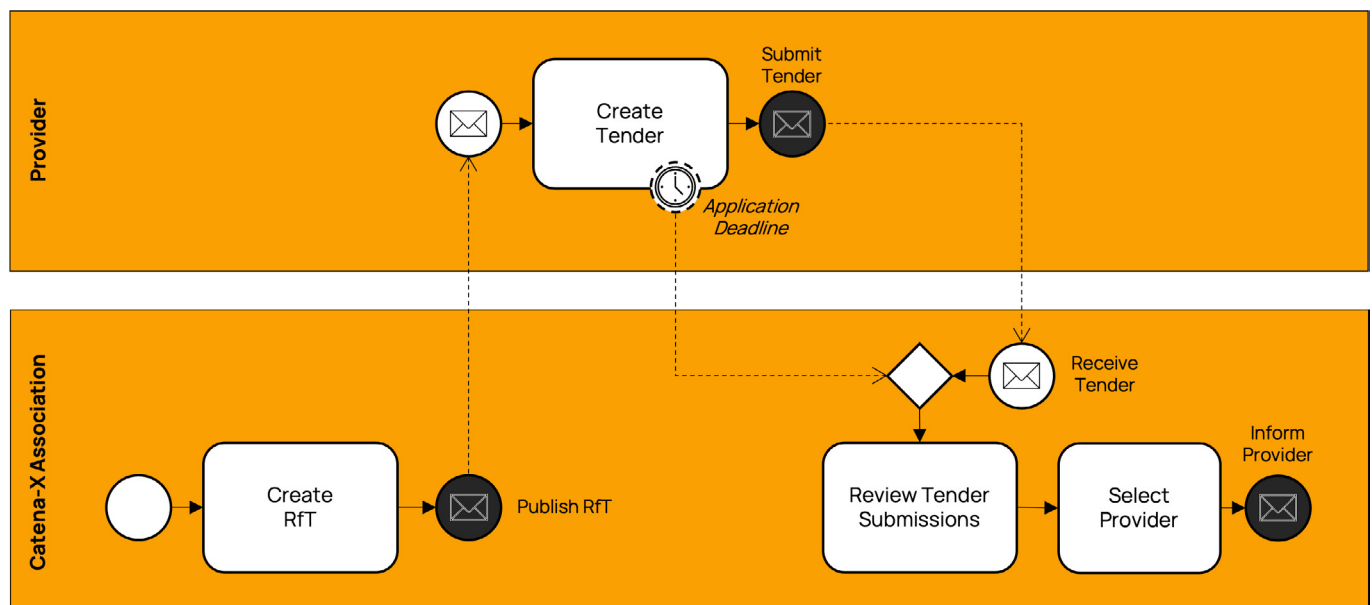 Provider
Create
Tender
Submit
Tender
Application
Deadline
Catena-X Association
Create
RfT
Publish RfT
Receive
Tender
Review Tender
Submissions
Select
Provider
Inform
Provider